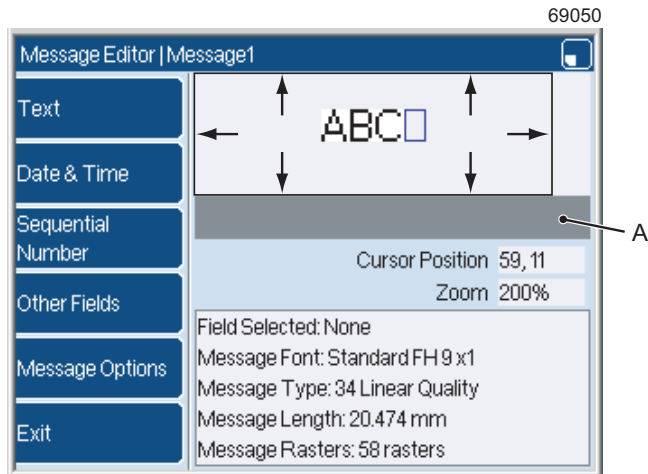 69050
Message Editor | Message1
Text
Date & Time
Sequential
Number
Other Fields
Message Options
Exit
ABC
A
Cursor Position 59, 11
Zoom 200%
Field Selected: None
Message Font: Standard FH 9 x1
Message Type: 34 Linear Quality
Message Length: 20.474 mm
Message Rasters: 58 rasters